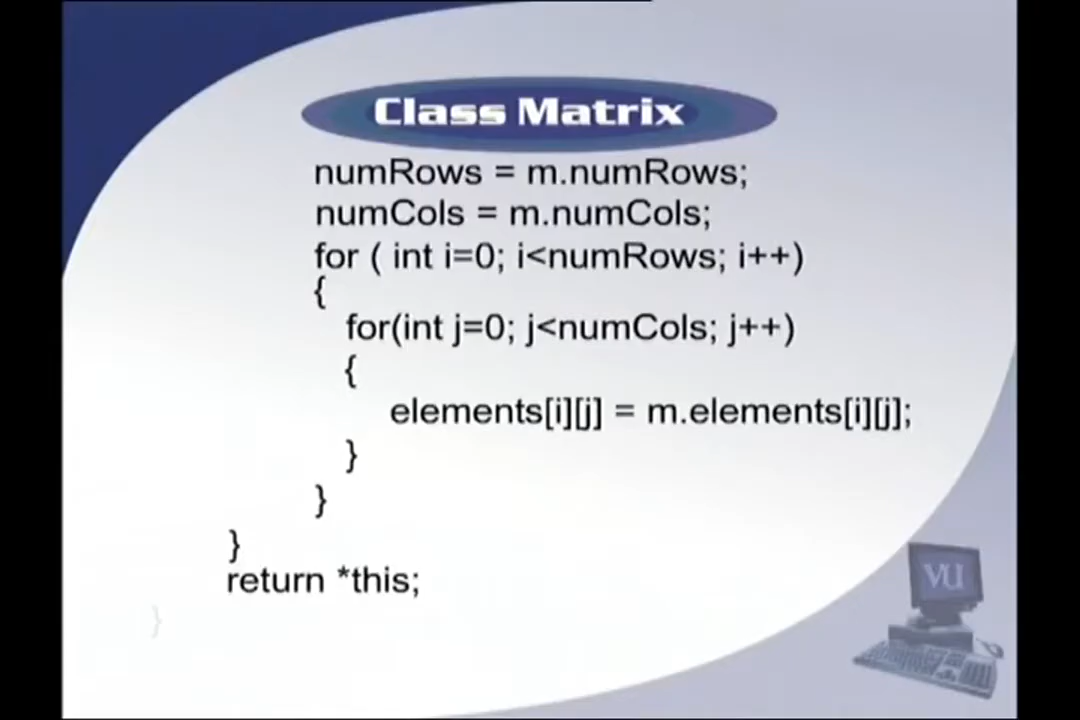 Class Matrix
numRows = m.numRows;
numCols = m.numCols;
for ( int i=0; i<numRows; i++)
{
for(int j=0; j<numCols; j++)
{
elements[i][j] = m.elements[i][j];
}
}
}
return *this;
}
VU